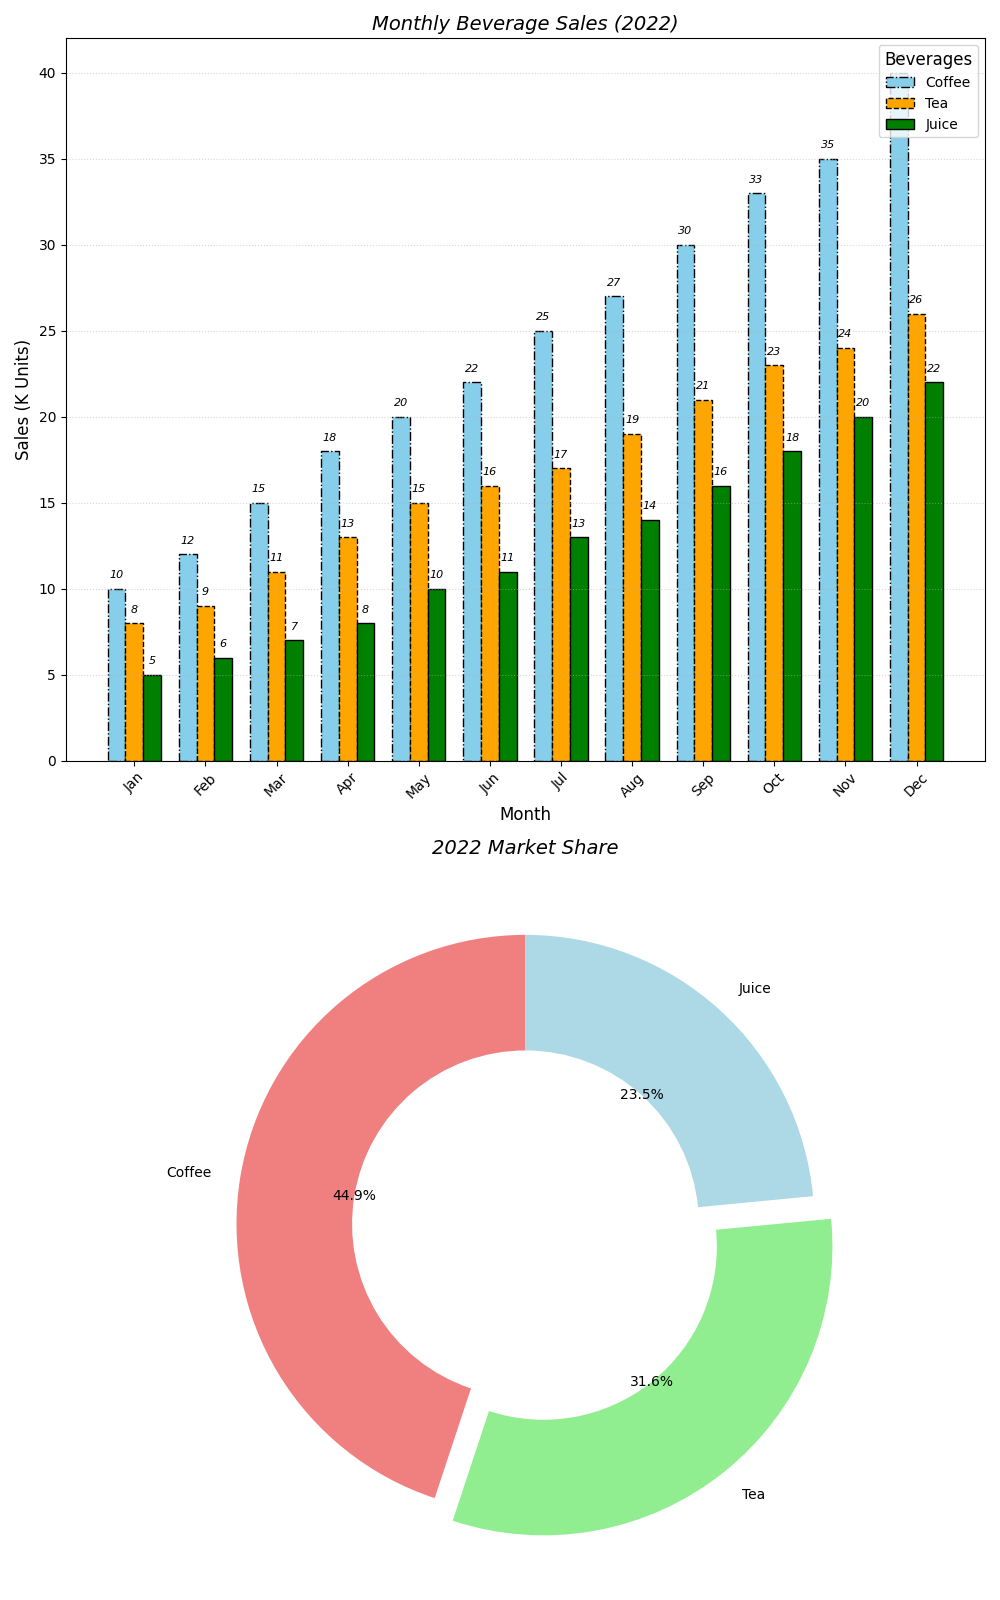 Monthly Beverage Sales (2022)
Beverages
Coffee
Tea
Juice
Sales (K Units)
40
35
30
25
20
15
10
5
0
10 12 15 18 20 22 25 27 30 33 35
8 9 11 13 15 16 17 19 21 23 24 26
5 6 7 8 10 11 13 14 16 18 20 22
Jan Feb Mar Apr May Jun Jul Aug Sep Oct Nov Dec
Month
2022 Market Share
Juice
23.5%
Coffee
44.9%
31.6%
Tea